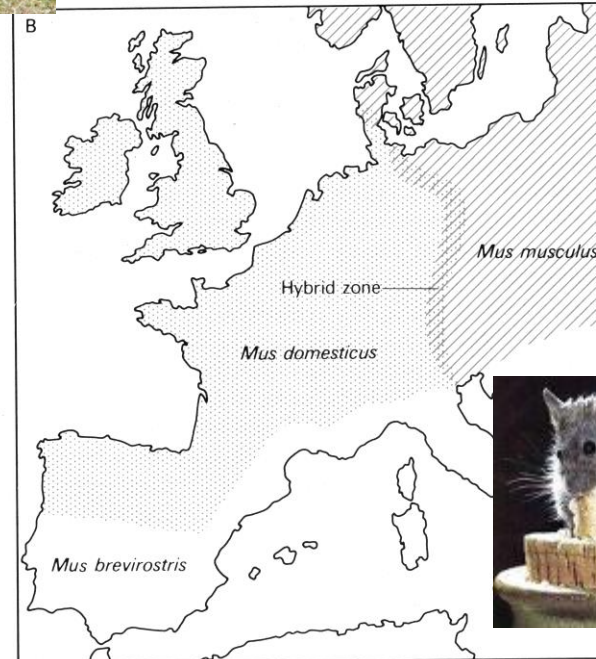 B
Mus musculus
Hybrid zone
Mus domesticus
Mus brevirostris